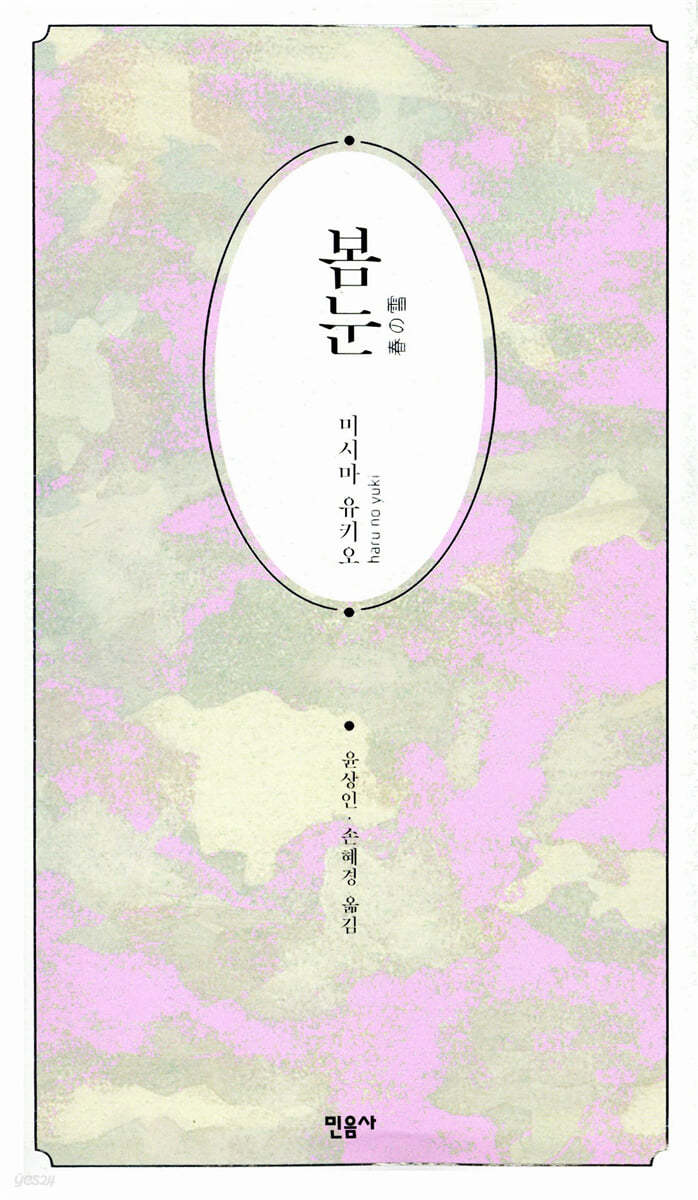 봄눈
春の雪
미시마 유키오
haru no yuki
윤상인 · 손혜경 옮김
민음사
yes24